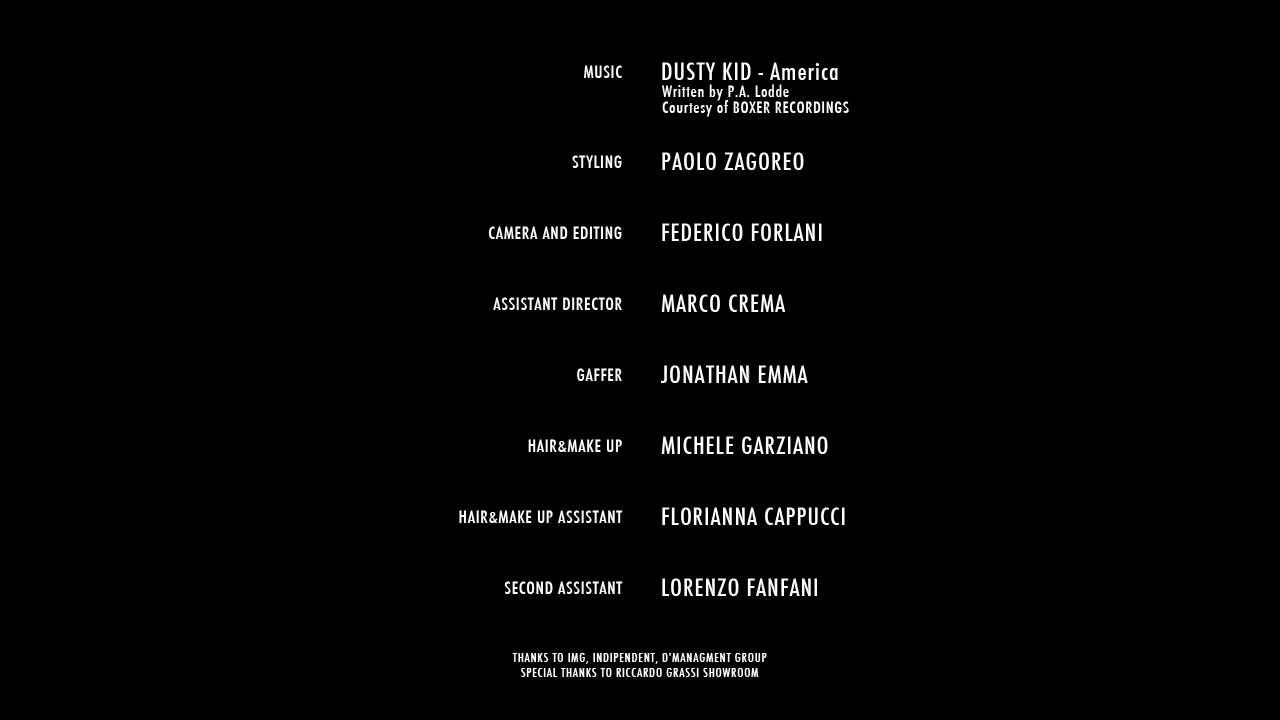 MUSIC DUSTY KID - America
Written by P.A. Lodde
Courtesy of BOXER RECORDINGS
STYLING PAOLO ZAGOREO
CAMERA AND EDITING FEDERICO FORLANI
ASSISTANT DIRECTOR MARCO CREMA
GAFFER JONATHAN EMMA
HAIR&MAKE UP MICHELE GARZIANO
HAIR&MAKE UP ASSISTANT FLORIANNA CAPPUCCI
SECOND ASSISTANT LORENZO FANFANI
THANKS TO IMG, INDIPENDENT, D'MANAGMENT GROUP
SPECIAL THANKS TO RICCARDO GRASSI SHOWROOM